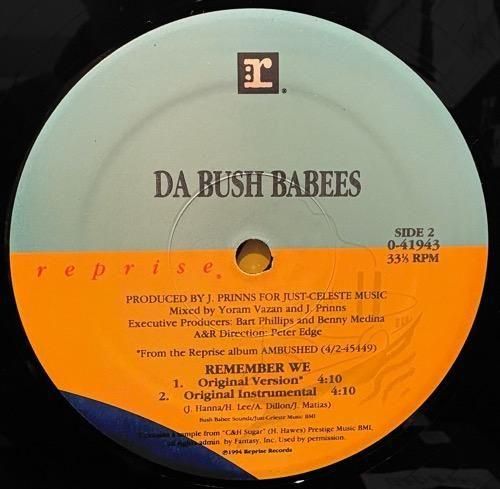 r®
DA BUSH BABEES
SIDE 2
0-41943
33⅓ RPM
reprise®
PRODUCED BY J. PRINNS FOR JUST-CELESTE MUSIC
Mixed by Yoram Vazan and J. Prinns
Executive Producers: Bart Phillips and Benny Medina
A&R Direction: Peter Edge
*From the Reprise album AMBUSHED (4/2-45449)
REMEMBER WE
1. Original Version* 4:10
2. Original Instrumental 4:10
(J. Hanna/H. Lee/A. Dillon/J. Matias)
Bush Babee Sounds/Just Celeste Music BMI
Contains a sample from "C&H Sugar" (H. Hawes) Prestige Music BMI,
all rights admin. by Fantasy, Inc. Used by permission.
℗1994 Reprise Records